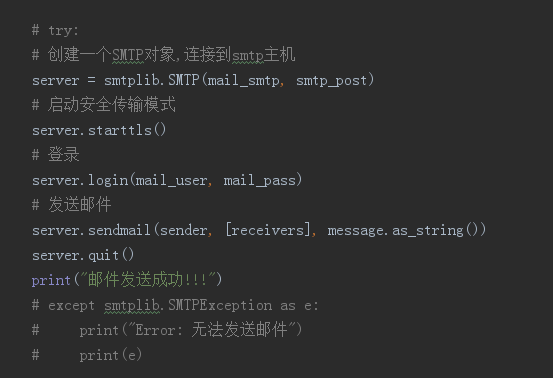 # try:
# 创建一个SMTP对象,连接到smtp主机
server = smtplib.SMTP(mail_smtp, smtp_post)
# 启动安全传输模式
server.starttls()
# 登录
server.login(mail_user, mail_pass)
# 发送邮件
server.sendmail(sender, [receivers], message.as_string())
server.quit()
print("邮件发送成功!!!")
# except smtplib.SMTPException as e:
#     print("Error: 无法发送邮件")
#     print(e)